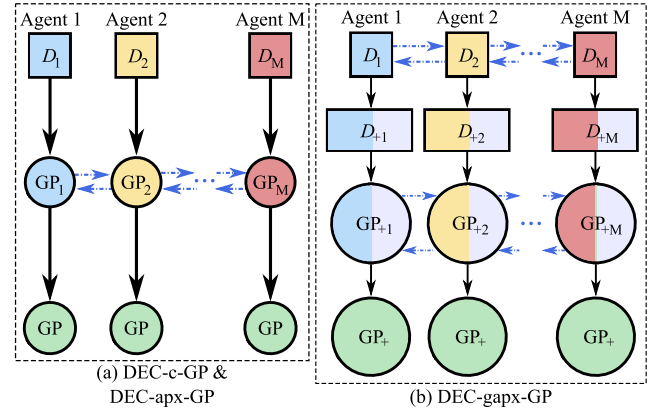 Agent 1 Agent 2 Agent M
D1 D2 ... DM
GP1 GP2 ... GPM
GP GP GP
(a) DEC-c-GP &
DEC-apx-GP
Agent 1 Agent 2 Agent M
D1 D2 ... DM
D+1 D+2 D+M
GP+1 GP+2 ... GP+M
GP+ GP+ GP+
(b) DEC-gapx-GP